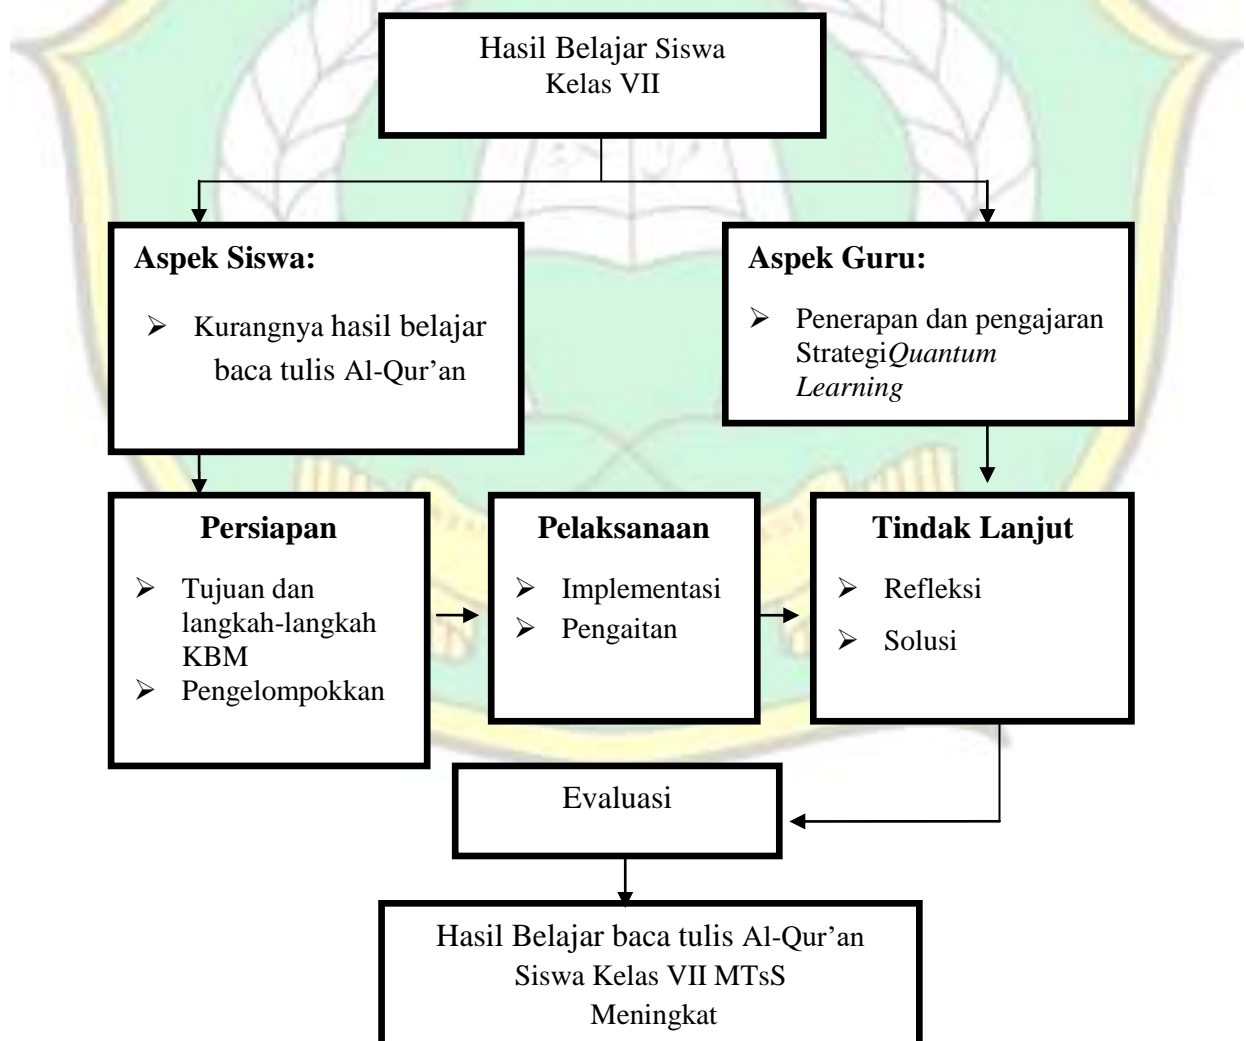 Hasil Belajar Siswa
Kelas VII
Aspek Siswa:
➢ Kurangnya hasil belajar
baca tulis Al-Qur’an
Aspek Guru:
➢ Penerapan dan pengajaran
StrategiQuantum
Learning
Persiapan
➢ Tujuan dan
langkah-langkah
KBM
➢ Pengelompokkan
Pelaksanaan
➢ Implementasi
➢ Pengaitan
Tindak Lanjut
➢ Refleksi
➢ Solusi
Evaluasi
Hasil Belajar baca tulis Al-Qur’an
Siswa Kelas VII MTsS
Meningkat